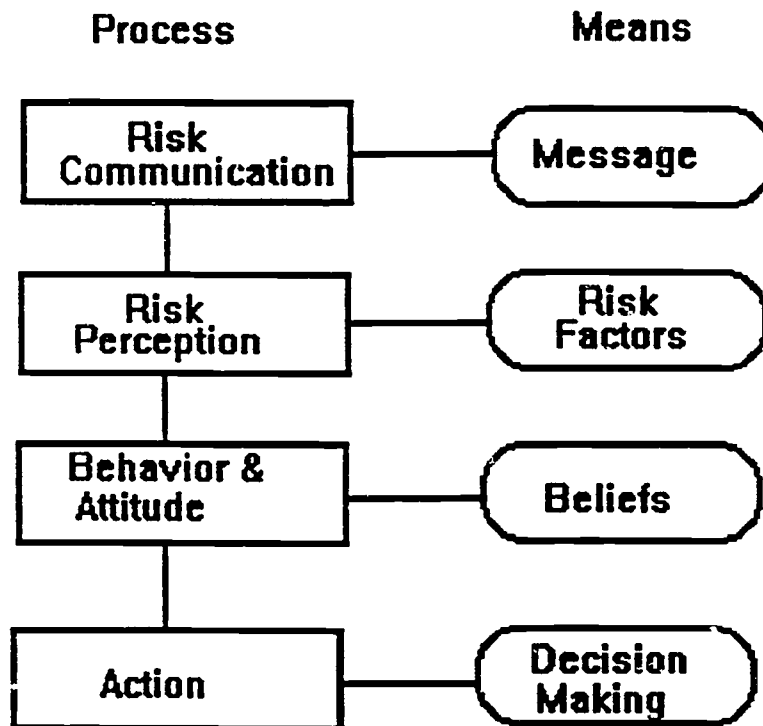 Process Means
Risk
Communication
Message
Risk
Perception
Risk
Factors
Behavior &
Attitude
Beliefs
Action
Decision
Making